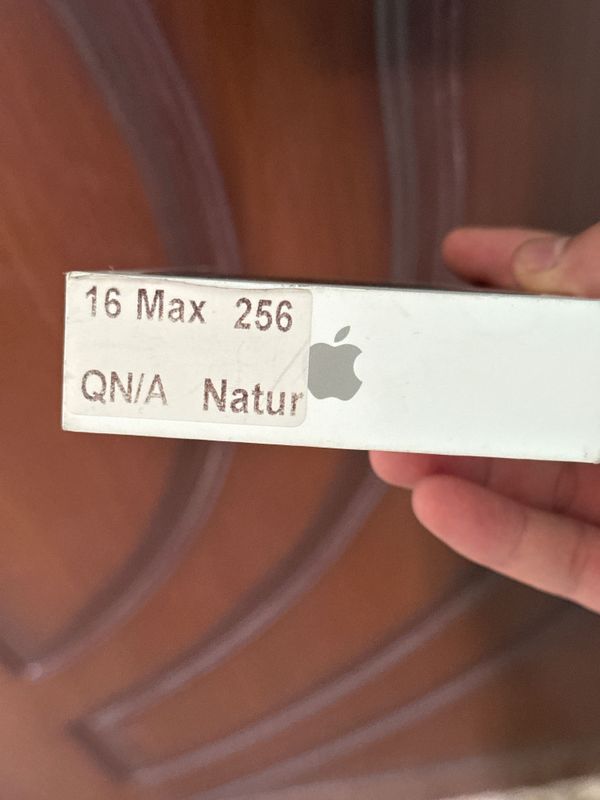 16 Max 256
QN/A Natur